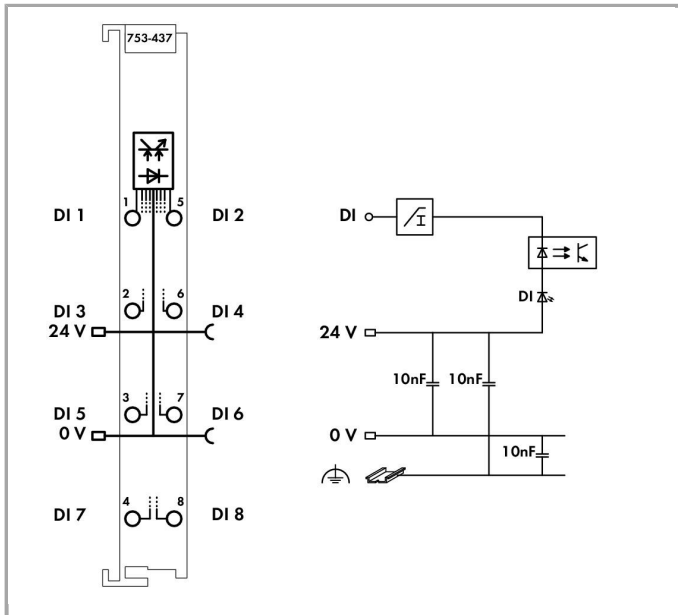 753-437
1 5
DI 1 DI 2
2 6
DI 3 DI 4
24 V
3 7
DI 5 DI 6
0 V
4 8
DI 7 DI 8
DI
I
DI
24 V
10nF 10nF
0 V
10nF